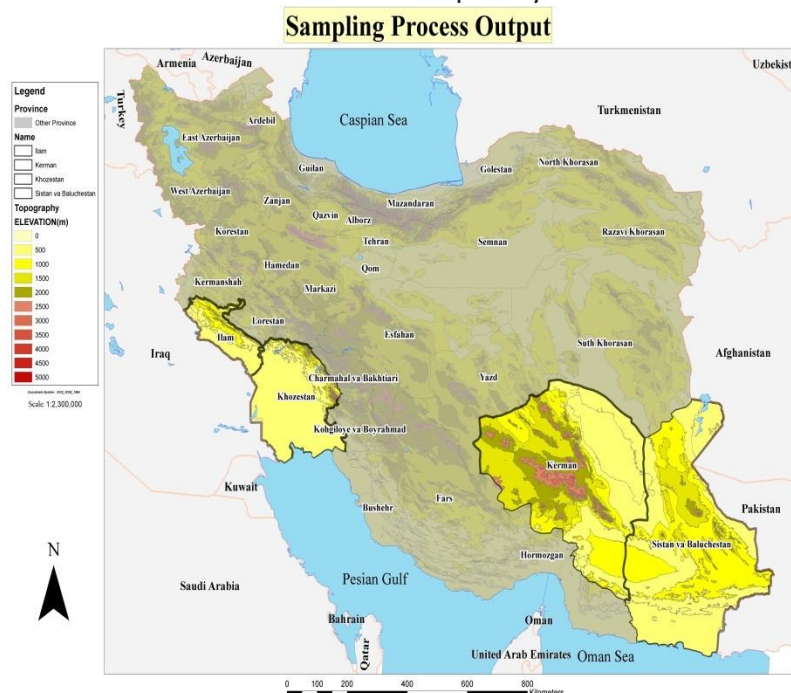 Sampling Process Output
Legend
Province
Other Province
Name
Ilam
Kerman
Khozestan
Sistan va Baluchestan
Topography
ELEVATION(m)
0
500
1000
1500
2000
2500
3000
3500
4000
4500
5000
Scale: 1:2,300,000
N
Armenia
Azerbaijan
Uzbekist
Turkey
Caspian Sea
Turkmenistan
Ardebil
East Azerbaijan
Guilan
Golestan
North Khorasan
West Azerbaijan
Zanjan
Qazvin
Alborz
Mazandaran
Korestan
Tehran
Semnan
Razavi Khorasan
Hamedan
Qom
Kermanshah
Markazi
Lorestan
Esfahan
Ilam
Suth Khorasan
Iraq
Afghanistan
Charmahal va Bakhtiari
Yazd
Khozestan
Kohgiloye va Boyrahmad
Kerman
Kuwait
Bushehr
Fars
Pakistan
Sistan va Baluchestan
Hormozgan
Saudi Arabia
Pesian Gulf
Bahrain
Oman
Qatar
United Arab Emirates
Oman Sea
0 100 200 400 600 800
Kilometers